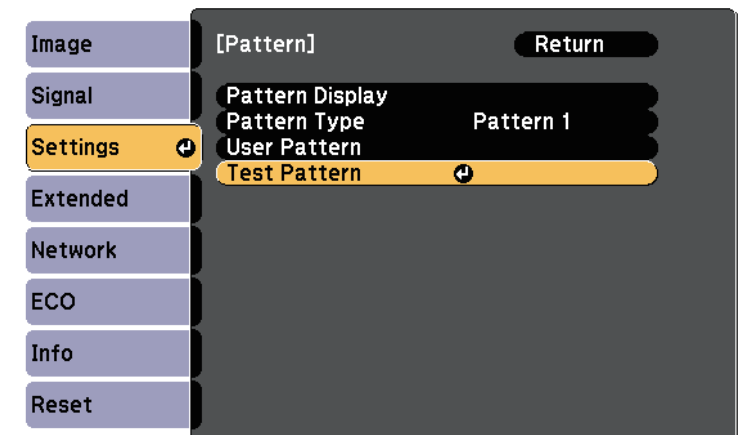 Image
Signal
Settings
Extended
Network
ECO
Info
Reset
[Pattern] Return
Pattern Display
Pattern Type Pattern 1
User Pattern
Test Pattern